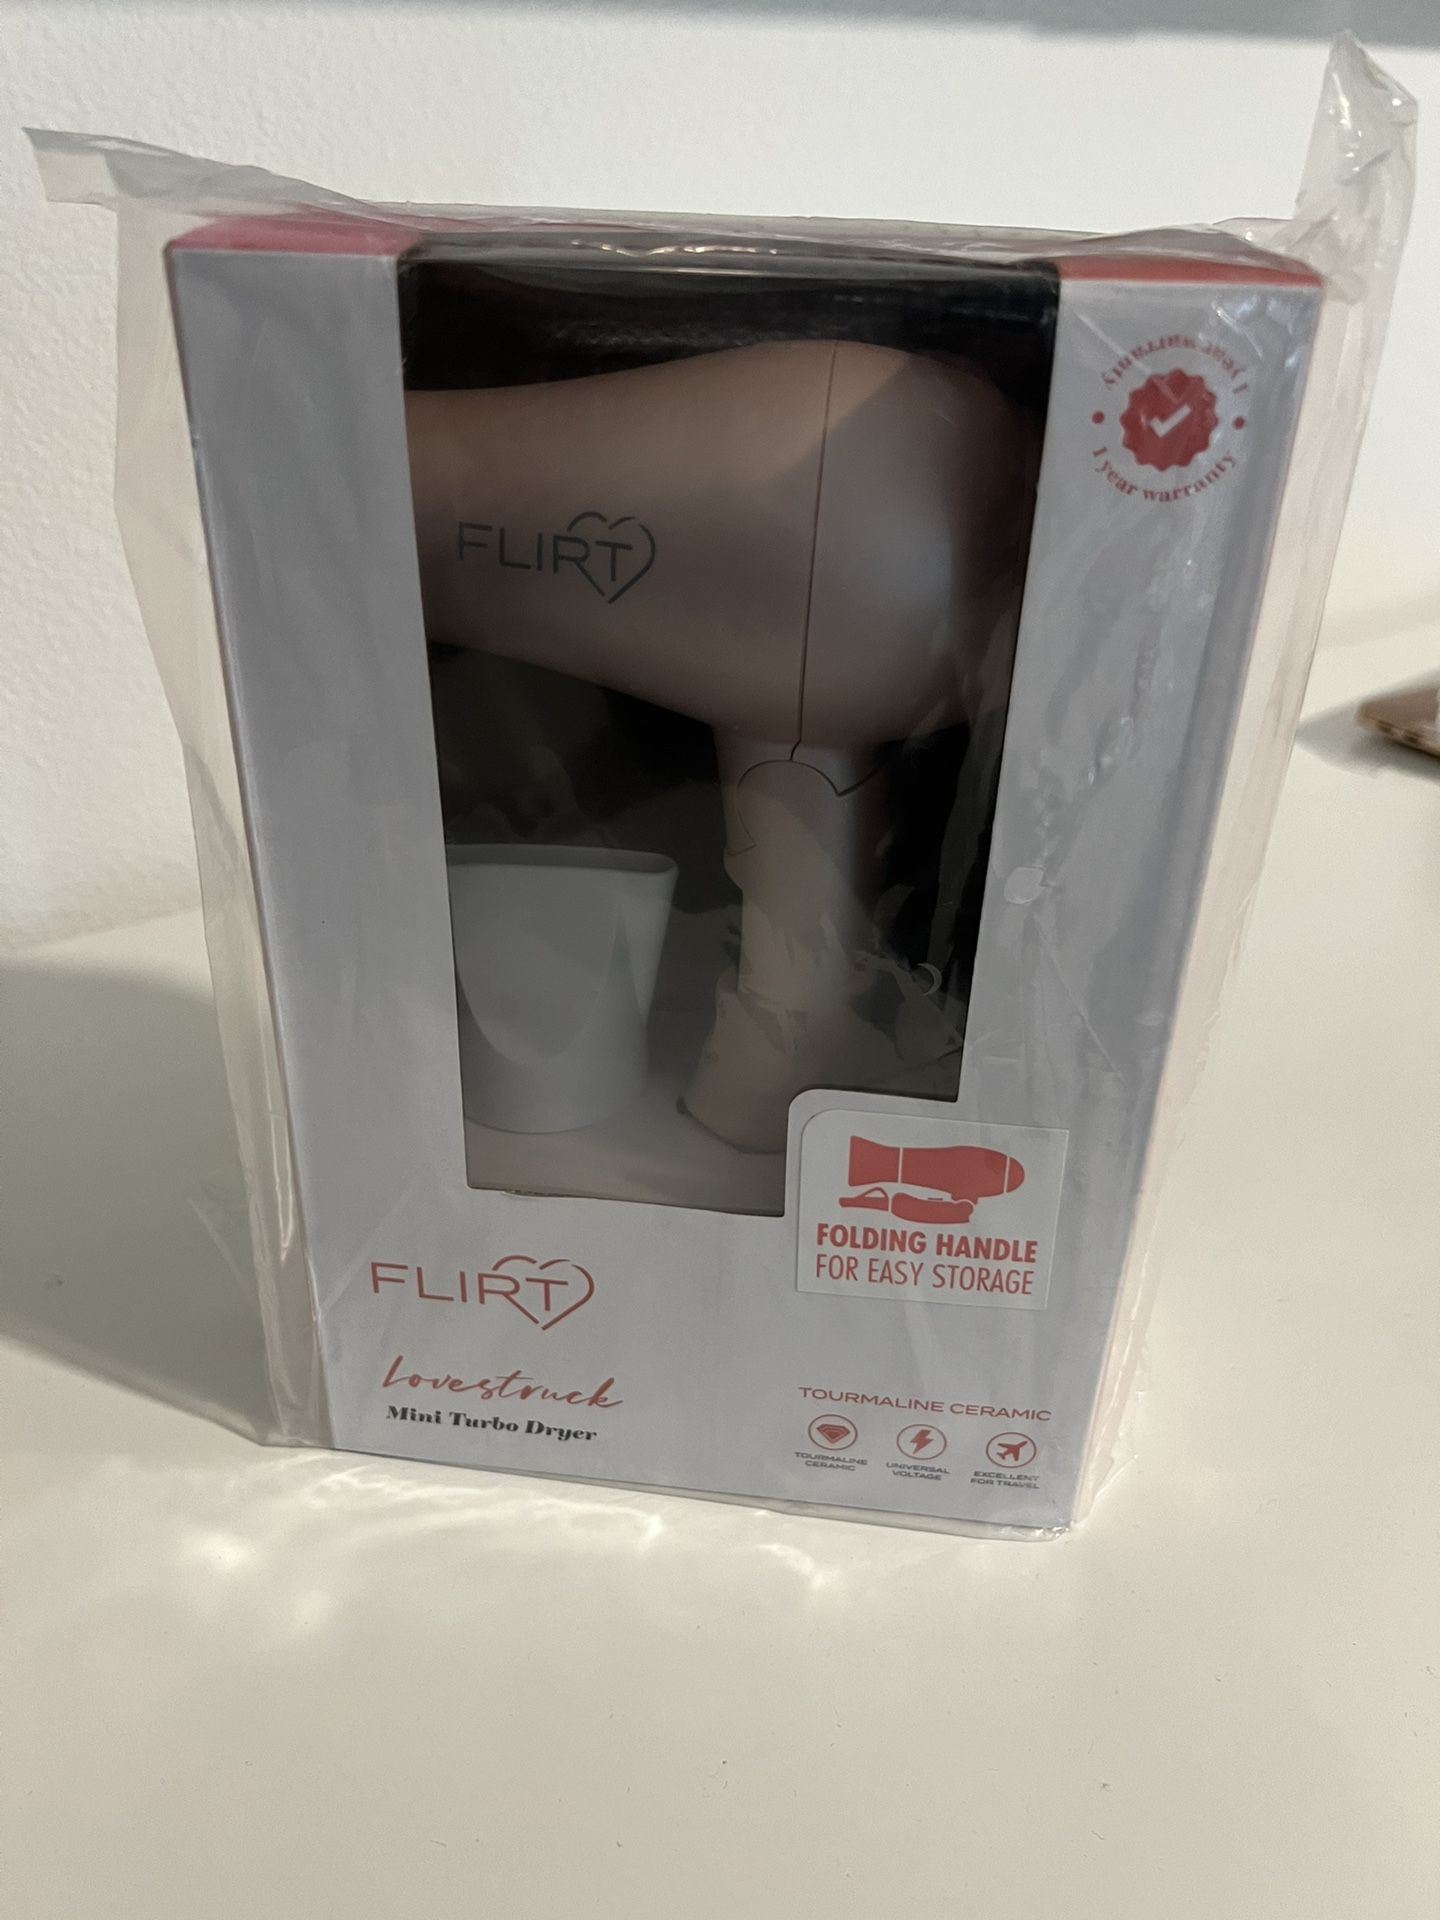 1 year warranty
1 year warranty
FLIRT
FOLDING HANDLE
FOR EASY STORAGE
FLIRT
Lovestruck
Mini Turbo Dryer
TOURMALINE CERAMIC
TOURMALINE
CERAMIC
UNIVERSAL
VOLTAGE
EXCELLENT
FOR TRAVEL